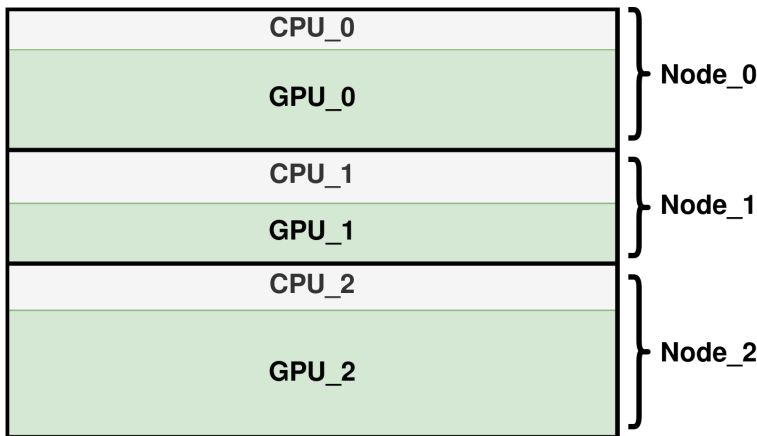 CPU_0
GPU_0
Node_0
CPU_1
GPU_1
Node_1
CPU_2
GPU_2
Node_2